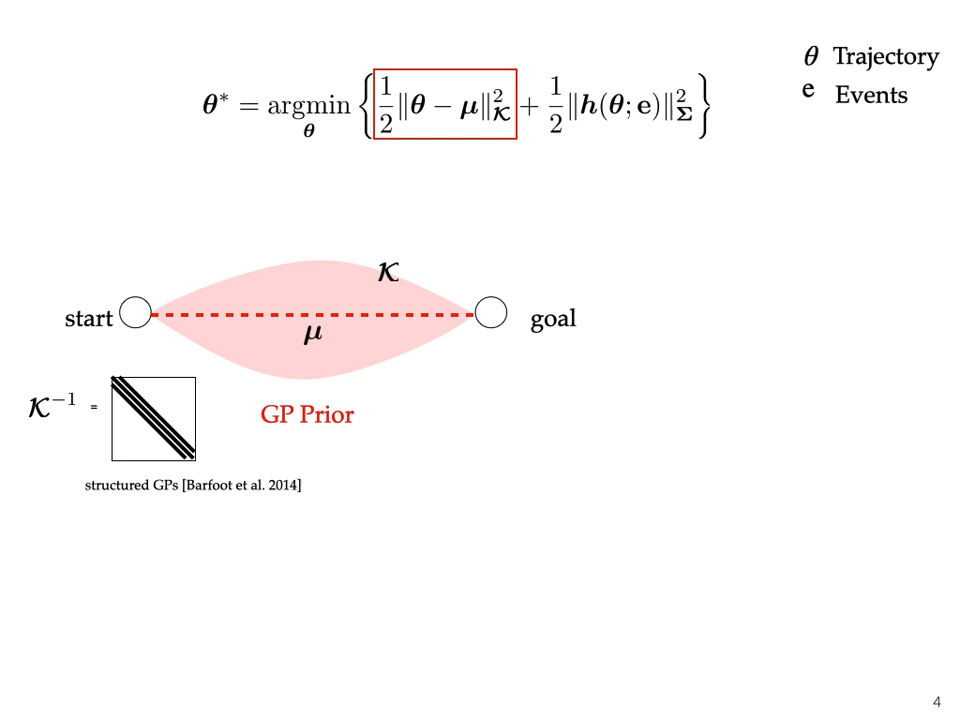 θ Trajectory
e Events
θ* = argmin_θ { 1/2 ‖θ − μ‖²_𝒦 + 1/2 ‖h(θ; e)‖²_Σ }
𝒦
start
goal
μ
𝒦⁻¹ =
GP Prior
structured GPs [Barfoot et al. 2014]
4